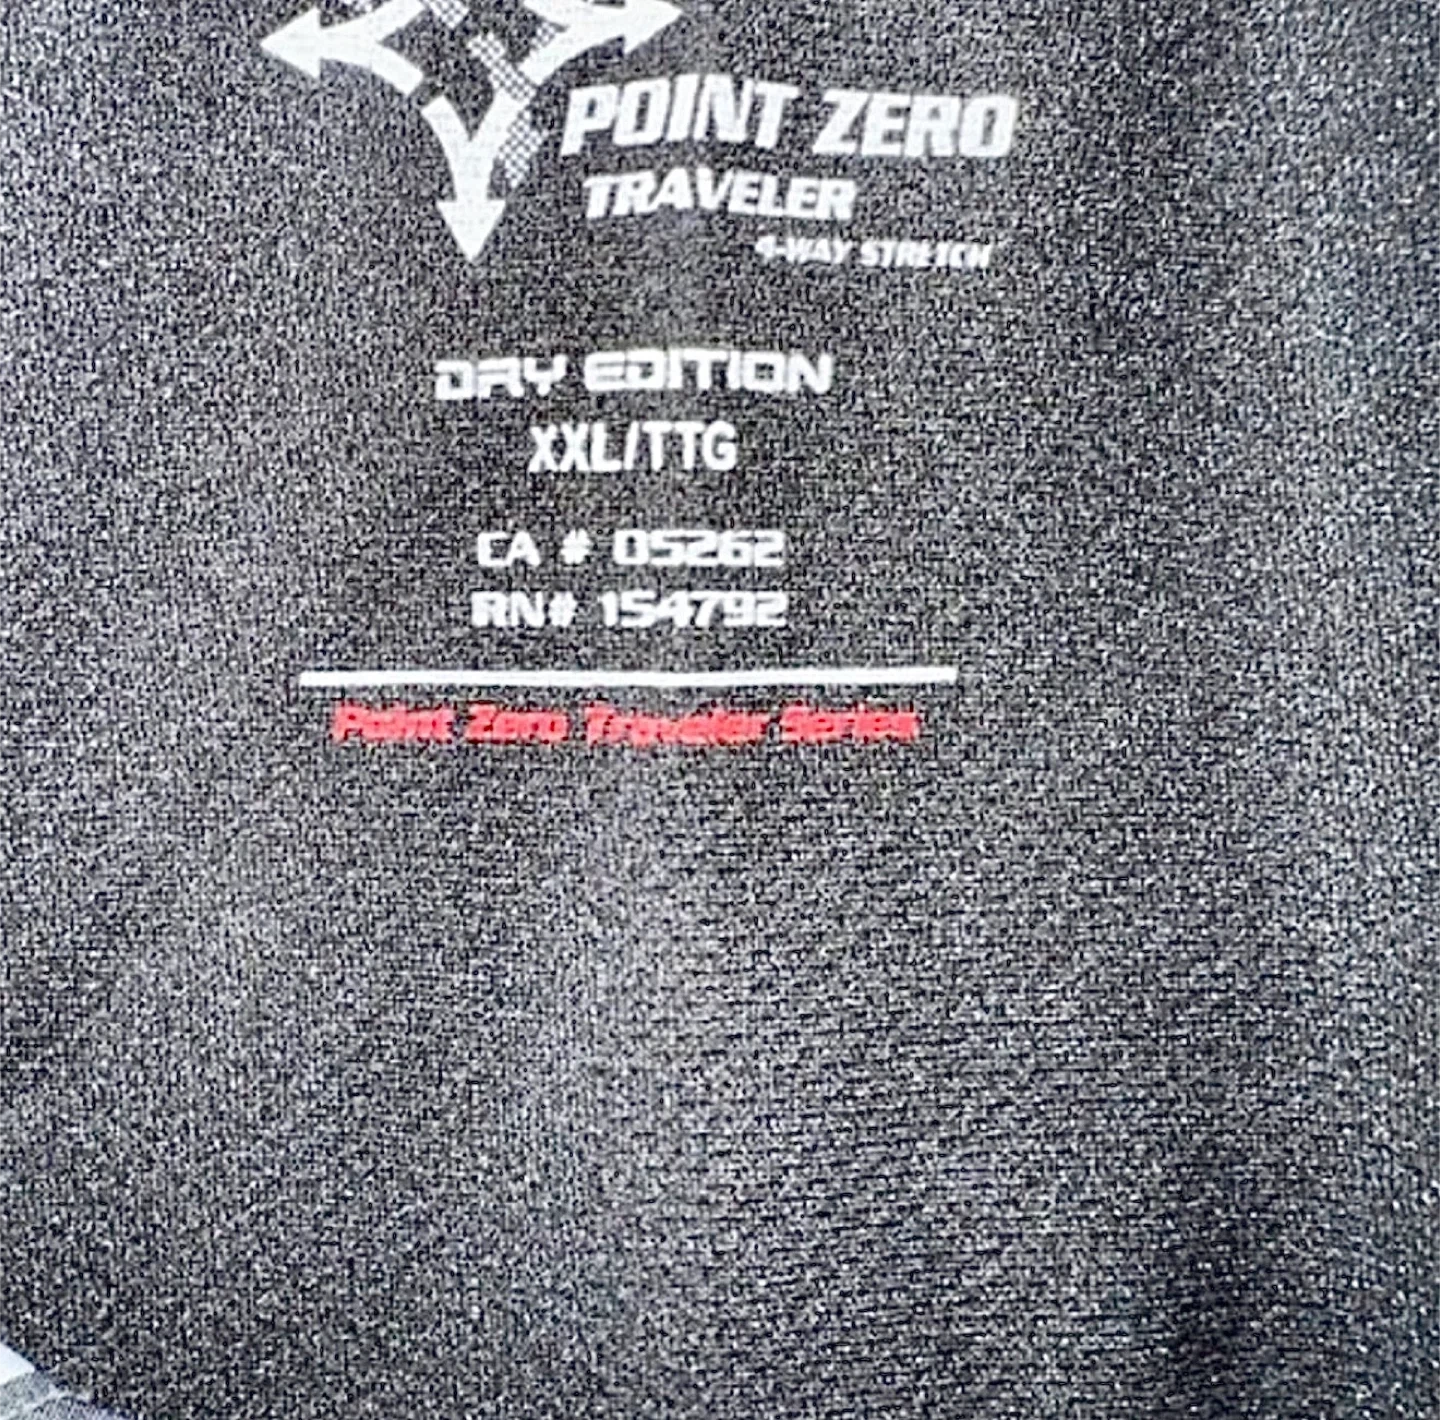 POINT ZERO
TRAVELER
4-WAY STRETCH
DRY EDITION
XXL/TTG
CA # 05262
RN# 154792
Point Zero Traveler Series